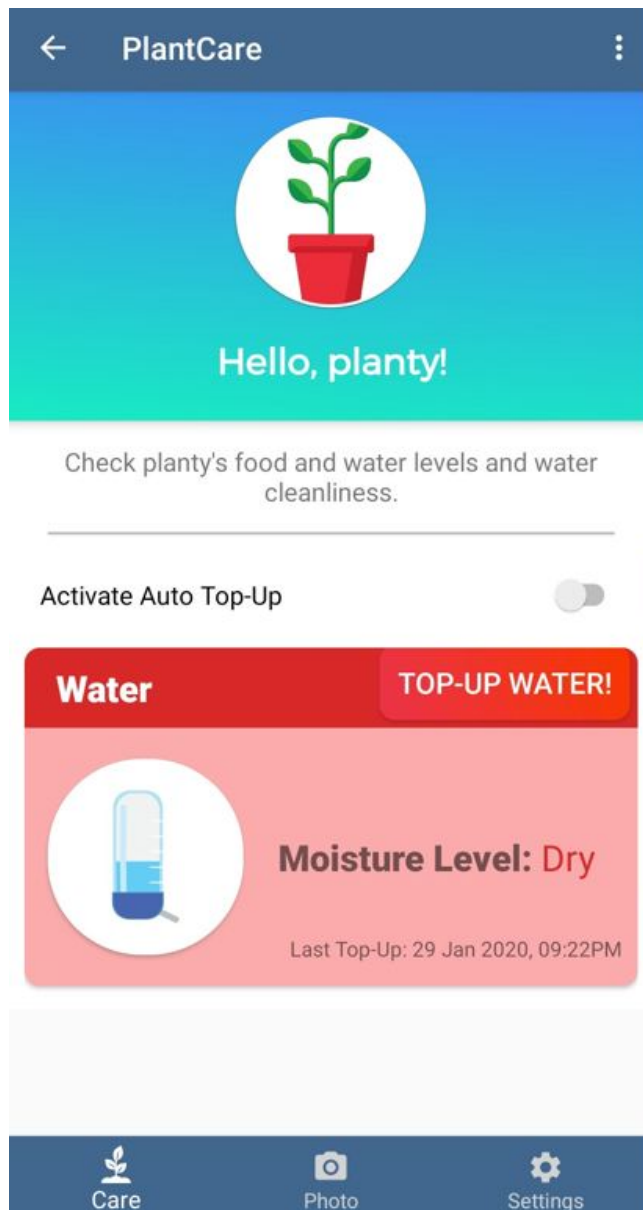 PlantCare
Hello, planty!
Check planty's food and water levels and water
cleanliness.
Activate Auto Top-Up
Water
TOP-UP WATER!
Moisture Level: Dry
Last Top-Up: 29 Jan 2020, 09:22PM
Care
Photo
Settings